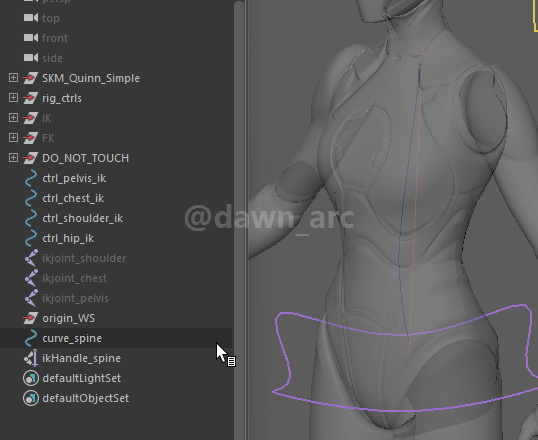 persp
top
front
side
SKM_Quinn_Simple
rig_ctrls
IK
FK
DO_NOT_TOUCH
ctrl_pelvis_ik
ctrl_chest_ik
ctrl_shoulder_ik
ctrl_hip_ik
ikjoint_shoulder
ikjoint_chest
ikjoint_pelvis
origin_WS
curve_spine
ikHandle_spine
defaultLightSet
defaultObjectSet
@dawn_arc